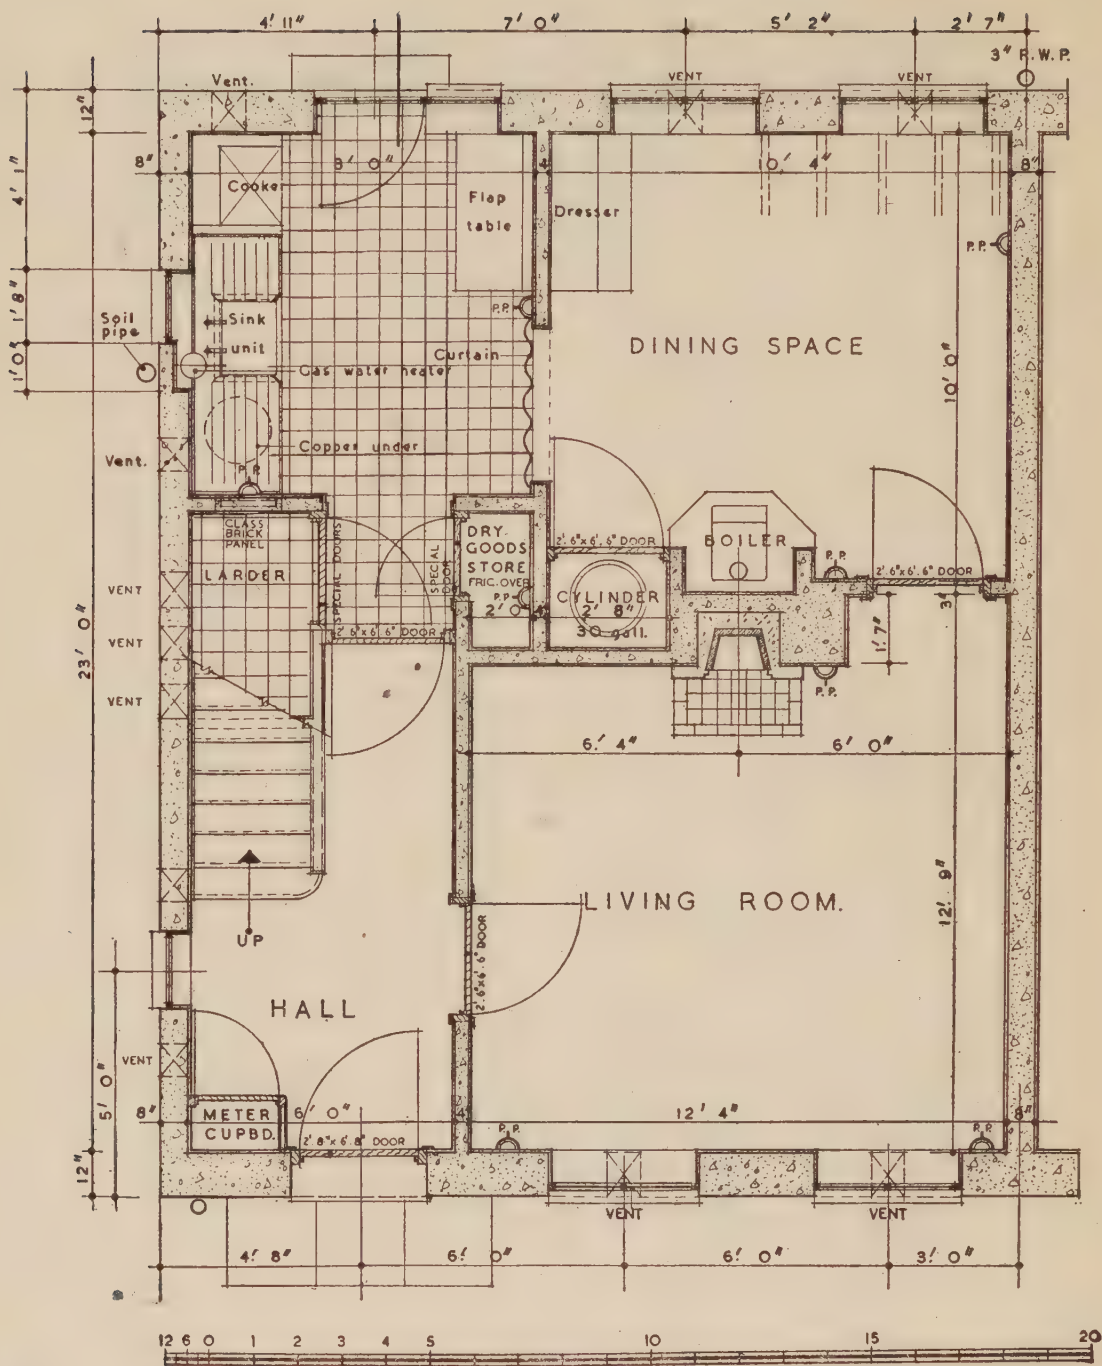 4' 11"
7' 0"
5' 2"
2' 7"
3" R.W.P.
Vent.
VENT
VENT
12"
8"
8' 0"
4"
10' 4"
8"
4' 1"
Cooker
Flap
table
Dresser
P.P.
1' 8"
Soil
pipe
Sink
unit
P.P.
DINING SPACE
Curtain
1' 0"
Gas water heater
10' 0"
Copper under
Vent.
P.P.
GLASS
BRICK
PANEL
LARDER
SPECIAL DOORS
SPECIAL
DOOR
DRY-
GOODS
STORE
FRIC. OVER
P.P.
2' 0"
4"
2'. 6"x6'. 6" DOOR
CYLINDER
2' 8"
30 gall.
BOILER
P.P.
2'. 6"x6'. 6" DOOR
3"
1' 7"
P.P.
VENT
VENT
VENT
2'. 6"x6'. 6" DOOR
23' 0"
6' 4"
6' 0"
UP
LIVING ROOM.
12' 9"
2'. 6"x6'. 6" DOOR
HALL
VENT
5' 0"
8"
METER
CUPBD.
6' 0"
4"
12' 4"
8"
2'. 8"x 6'. 8" DOOR
P.P.
P.P.
12"
VENT
VENT
4' 8"
6' 0"
6' 0"
3' 0"
12 6 0 1 2 3 4 5 10 15 20